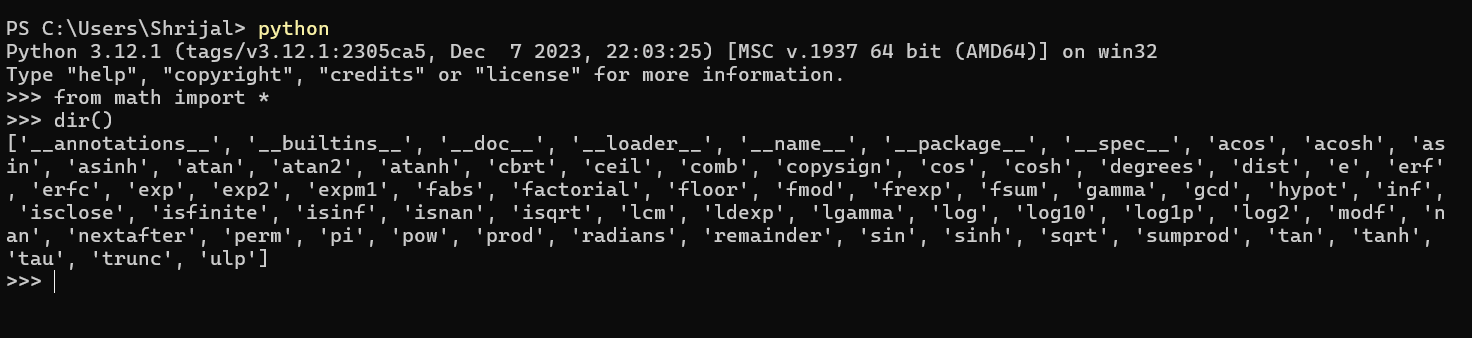 PS C:\Users\Shrijal> python
Python 3.12.1 (tags/v3.12.1:2305ca5, Dec  7 2023, 22:03:25) [MSC v.1937 64 bit (AMD64)] on win32
Type "help", "copyright", "credits" or "license" for more information.
>>> from math import *
>>> dir()
['__annotations__', '__builtins__', '__doc__', '__loader__', '__name__', '__package__', '__spec__', 'acos', 'acosh', 'as
in', 'asinh', 'atan', 'atan2', 'atanh', 'cbrt', 'ceil', 'comb', 'copysign', 'cos', 'cosh', 'degrees', 'dist', 'e', 'erf'
, 'erfc', 'exp', 'exp2', 'expm1', 'fabs', 'factorial', 'floor', 'fmod', 'frexp', 'fsum', 'gamma', 'gcd', 'hypot', 'inf',
 'isclose', 'isfinite', 'isinf', 'isnan', 'isqrt', 'lcm', 'ldexp', 'lgamma', 'log', 'log10', 'log1p', 'log2', 'modf', 'n
an', 'nextafter', 'perm', 'pi', 'pow', 'prod', 'radians', 'remainder', 'sin', 'sinh', 'sqrt', 'sumprod', 'tan', 'tanh',
'tau', 'trunc', 'ulp']
>>>